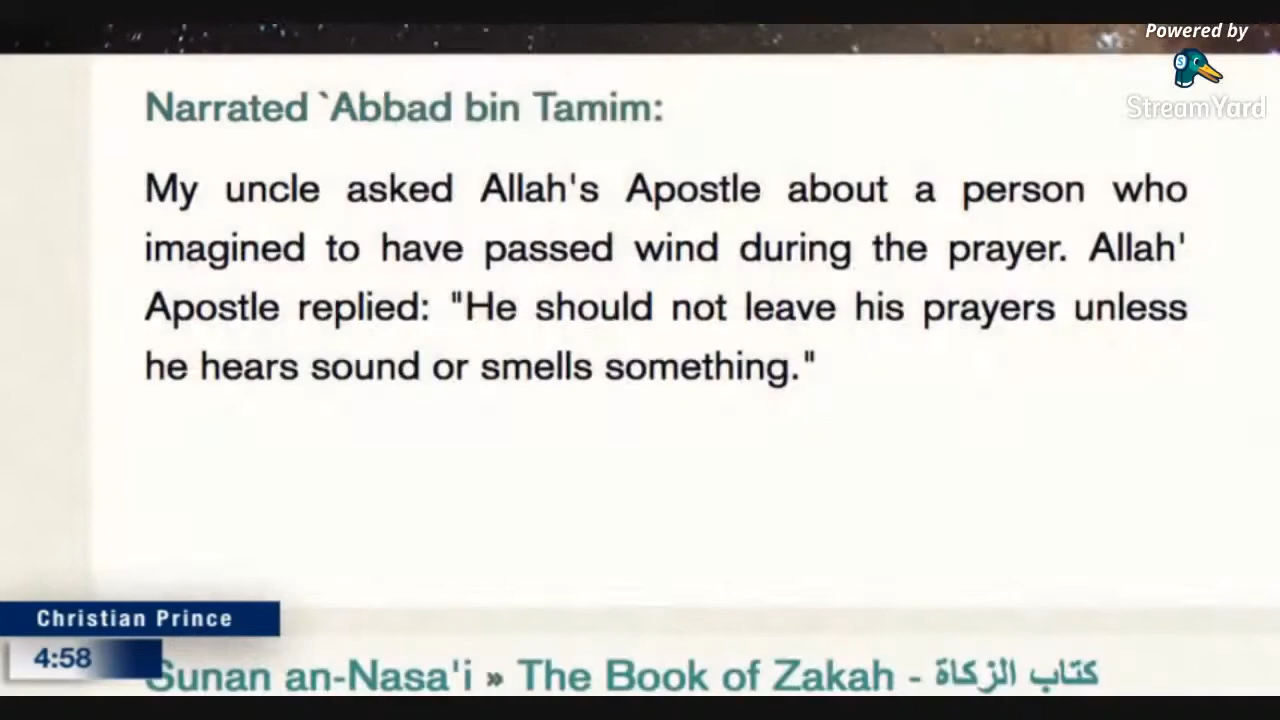 Powered by
StreamYard
Narrated `Abbad bin Tamim:
My uncle asked Allah's Apostle about a person who
imagined to have passed wind during the prayer. Allah'
Apostle replied: "He should not leave his prayers unless
he hears sound or smells something."
Christian Prince
4:58
Sunan an-Nasa'i » The Book of Zakah - كتاب الزكاة